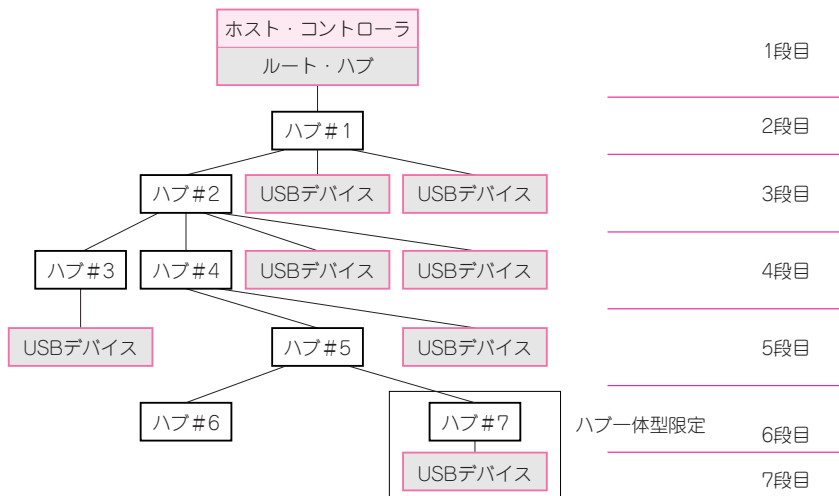 ホスト・コントローラ
ルート・ハブ
1段目
ハブ#1
2段目
ハブ#2
USBデバイス
USBデバイス
3段目
ハブ#3
ハブ#4
USBデバイス
USBデバイス
4段目
USBデバイス
ハブ#5
USBデバイス
5段目
ハブ#6
ハブ#7
ハブ一体型限定
6段目
USBデバイス
7段目